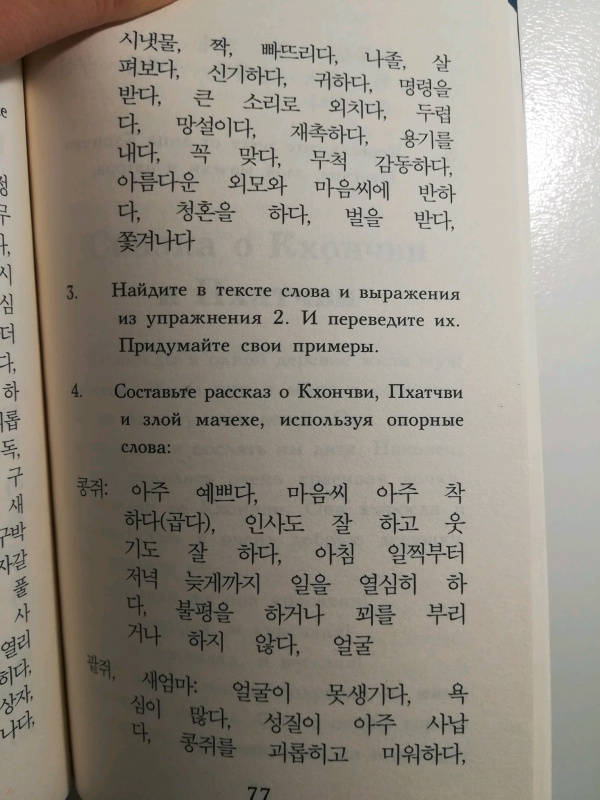 시냇물, 짝, 빠뜨리다, 나졸, 살
펴보다, 신기하다, 귀하다, 명령을
받다, 큰 소리로 외치다, 두렵
다, 망설이다, 재촉하다, 용기를
내다, 꼭 맞다, 무척 감동하다,
아름다운 외모와 마음씨에 반하
다, 청혼을 하다, 벌을 받다,
쫓겨나다
3. Найдите в тексте слова и выражения
из упражнения 2. И переведите их.
Придумайте свои примеры.
4. Составьте рассказ о Кхончви, Пхатчви
и злой мачехе, используя опорные
слова:
콩쥐: 아주 예쁘다, 마음씨 아주 착
하다(곱다), 인사도 잘 하고 웃
기도 잘 하다, 아침 일찍부터
저녁 늦게까지 일을 열심히 하
다, 불평을 하거나 꾀를 부리
거나 하지 않다, 얼굴
팥쥐, 새엄마: 얼굴이 못생기다, 욕
심이 많다, 성질이 아주 사납
다, 콩쥐를 괴롭히고 미워하다,
77